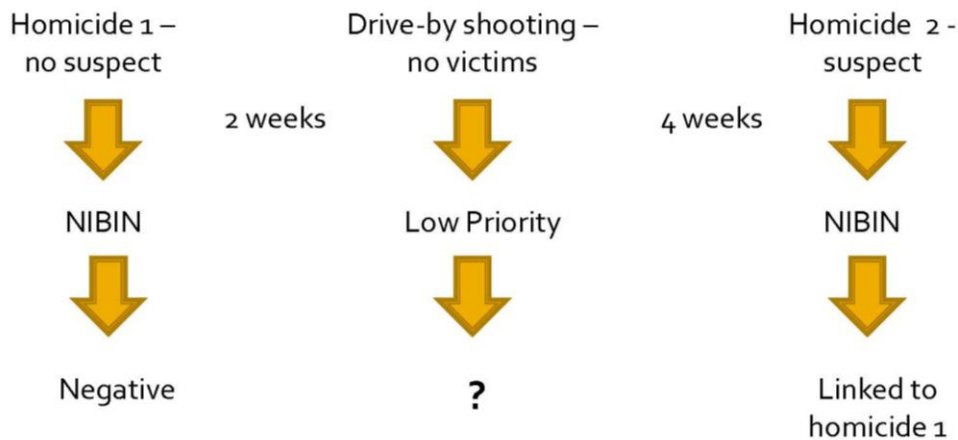 Homicide 1 –
no suspect
Drive-by shooting –
no victims
Homicide 2 -
suspect
2 weeks
4 weeks
NIBIN
Low Priority
NIBIN
Negative
?
Linked to
homicide 1